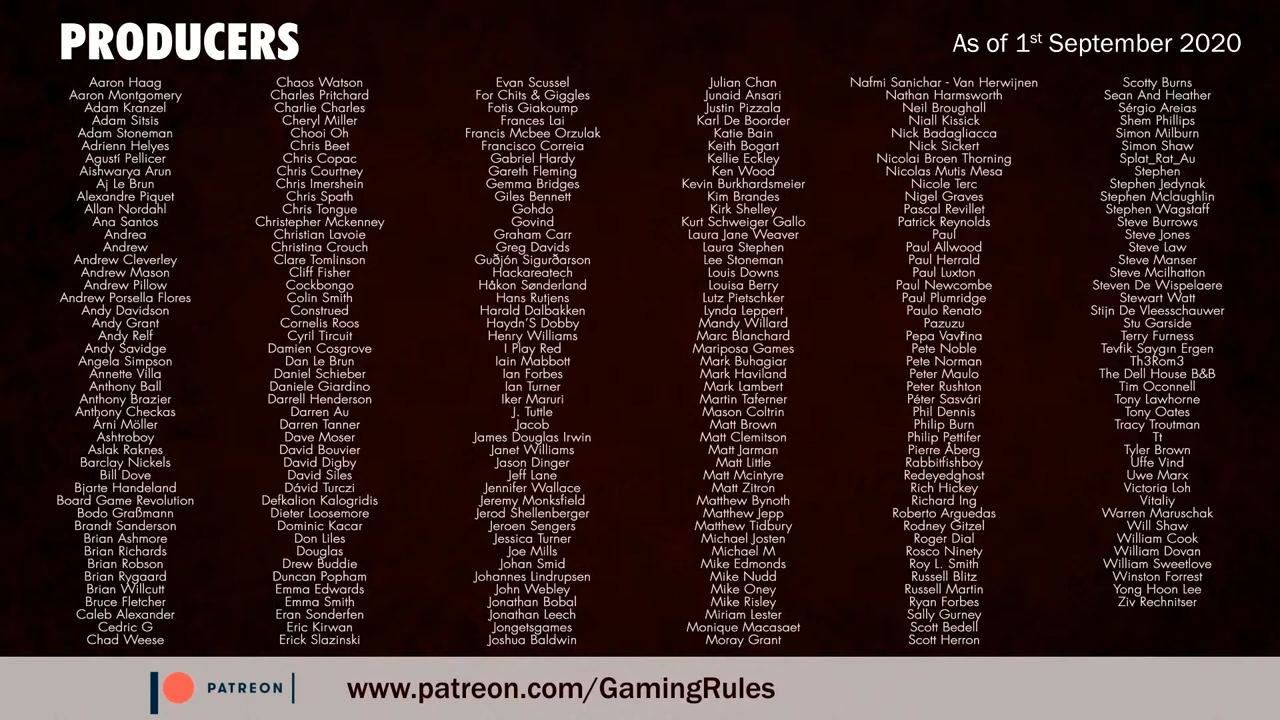 PRODUCERS
As of 1st September 2020
Aaron Haag
Aaron Montgomery
Adam Kranzel
Adam Sitsis
Adam Stoneman
Adrienn Helyes
Agustí Pellicer
Aishwarya Arun
Aj Le Brun
Alexandre Piquet
Allan Nordahl
Ana Santos
Andrea
Andrew
Andrew Cleverley
Andrew Mason
Andrew Pillow
Andrew Porsella Flores
Andy Davidson
Andy Grant
Andy Relf
Andy Savidge
Angela Simpson
Annette Villa
Anthony Ball
Anthony Brazier
Anthony Checkas
Arni Möller
Ashtroboy
Aslak Raknes
Barclay Nickels
Bill Dove
Bjarte Handeland
Board Game Revolution
Bodo Graßmann
Brandt Sanderson
Brian Ashmore
Brian Richards
Brian Robson
Brian Rygaard
Brian Willcutt
Bruce Fletcher
Caleb Alexander
Cedric G
Chad Weese
Chaos Watson
Charles Pritchard
Charlie Charles
Cheryl Miller
Chooi Oh
Chris Beet
Chris Copac
Chris Courtney
Chris Imershein
Chris Spath
Chris Tongue
Christepher Mckenney
Christian Lavoie
Christina Crouch
Clare Tomlinson
Cliff Fisher
Cockbongo
Colin Smith
Construed
Cornelis Roos
Cyril Tircuit
Damien Cosgrove
Dan Le Brun
Daniel Schieber
Daniele Giardino
Darrell Henderson
Darren Au
Darren Tanner
Dave Moser
David Bouvier
David Digby
David Siles
Dávid Turczi
Defkalion Kalogridis
Dieter Loosemore
Dominic Kacar
Don Liles
Douglas
Drew Buddie
Duncan Popham
Emma Edwards
Emma Smith
Eran Sonderfen
Eric Kirwan
Erick Slazinski
Evan Scussel
For Chits & Giggles
Fotis Giakoump
Frances Lai
Francis Mcbee Orzulak
Francisco Correia
Gabriel Hardy
Gareth Fleming
Gemma Bridges
Giles Bennett
Gohdo
Govind
Graham Carr
Greg Davids
Guðjón Sigurðarson
Hackareatech
Håkon Sønderland
Hans Rutjens
Harald Dalbakken
Haydn'S Dobby
Henry Williams
I Play Red
Iain Mabbott
Ian Forbes
Ian Turner
Iker Maruri
J. Tuttle
Jacob
James Douglas Irwin
Janet Williams
Jason Dinger
Jeff Lane
Jennifer Wallace
Jeremy Monksfield
Jerod Shellenberger
Jeroen Sengers
Jessica Turner
Joe Mills
Johan Smid
Johannes Lindrupsen
John Webley
Jonathan Bobal
Jonathan Leech
Jongetsgames
Joshua Baldwin
Julian Chan
Junaid Ansari
Justin Pizzala
Karl De Boorder
Katie Bain
Keith Bogart
Kellie Eckley
Ken Wood
Kevin Burkhardsmeier
Kim Brandes
Kirk Shelley
Kurt Schweiger Gallo
Laura Jane Weaver
Laura Stephen
Lee Stoneman
Louis Downs
Louisa Berry
Lutz Pietschker
Lynda Leppert
Mandy Willard
Marc Blanchard
Mariposa Games
Mark Buhagiar
Mark Haviland
Mark Lambert
Martin Taferner
Mason Coltrin
Matt Brown
Matt Clemitson
Matt Jarman
Matt Little
Matt Mcintyre
Matt Zitron
Matthew Bynoth
Matthew Jepp
Matthew Tidbury
Michael Josten
Michael M
Mike Edmonds
Mike Nudd
Mike Oney
Mike Risley
Miriam Lester
Monique Macasaet
Moray Grant
Nafmi Sanichar - Van Herwijnen
Nathan Harmsworth
Neil Broughall
Niall Kissick
Nick Badagliacca
Nick Sickert
Nicolai Broen Thorning
Nicolas Mutis Mesa
Nicole Terc
Nigel Graves
Pascal Revillet
Patrick Reynolds
Paul
Paul Allwood
Paul Herrald
Paul Luxton
Paul Newcombe
Paul Plumridge
Paulo Renato
Pazuzu
Pepa Vavřina
Pete Noble
Pete Norman
Peter Maulo
Peter Rushton
Péter Sasvári
Phil Dennis
Philip Burn
Philip Pettifer
Pierre Åberg
Rabbitfishboy
Redeyedghost
Rich Hickey
Richard Ing
Roberto Arguedas
Rodney Gitzel
Roger Dial
Rosco Ninety
Roy L. Smith
Russell Blitz
Russell Martin
Ryan Forbes
Sally Gurney
Scott Bedell
Scott Herron
Scotty Burns
Sean And Heather
Sérgio Areias
Shem Phillips
Simon Milburn
Simon Shaw
Splat_Rat_Au
Stephen
Stephen Jedynak
Stephen Mclaughlin
Stephen Wagstaff
Steve Burrows
Steve Jones
Steve Law
Steve Manser
Steve Mcilhatton
Steven De Wispelaere
Stewart Watt
Stijn De Vleesschauwer
Stu Garside
Terry Furness
Tevfik Saygın Ergen
Th3Rom3
The Dell House B&B
Tim Oconnell
Tony Lawhorne
Tony Oates
Tracy Troutman
Tt
Tyler Brown
Uffe Vind
Uwe Marx
Victoria Loh
Vitaliy
Warren Maruschak
Will Shaw
William Cook
William Dovan
William Sweetlove
Winston Forrest
Yong Hoon Lee
Ziv Rechnitser
PATREON
www.patreon.com/GamingRules